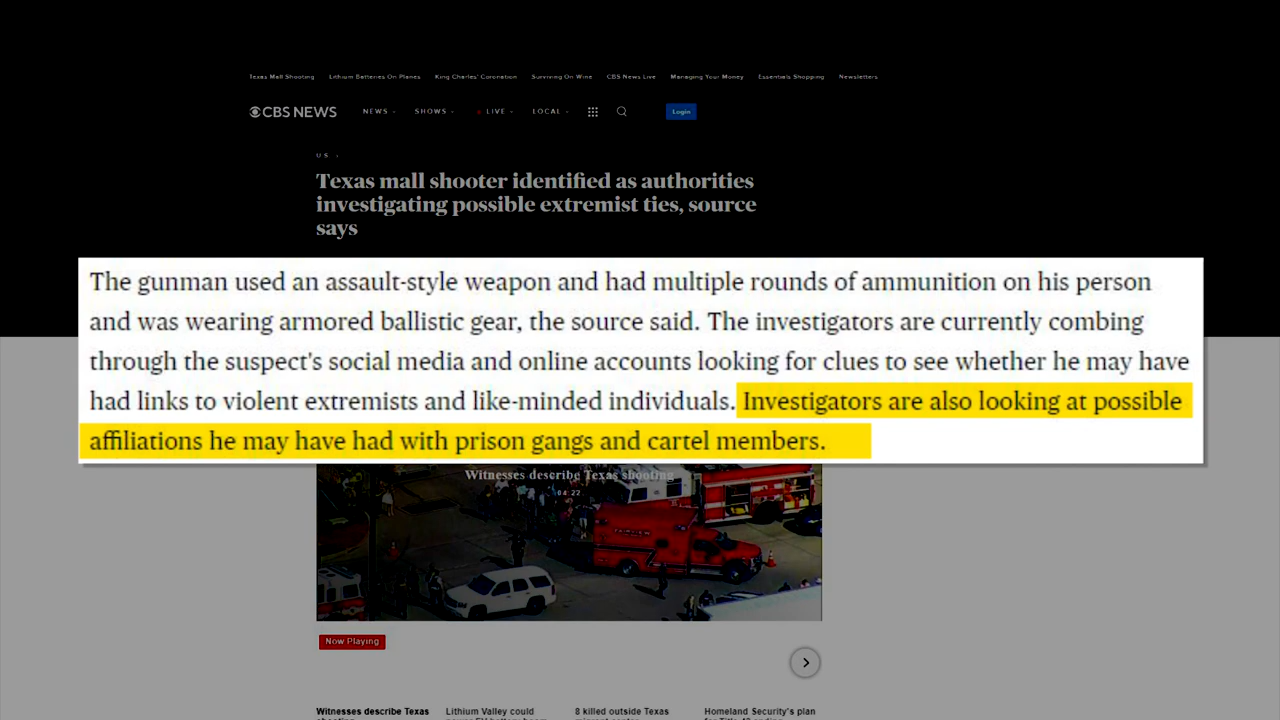 Texas Mall Shooting Lithium Batteries On Planes King Charles' Coronation Surviving On Wine CBS News Live Managing Your Money Essentials Shopping Newsletters
CBS NEWS NEWS SHOWS LIVE LOCAL Login
U.S.
Texas mall shooter identified as authorities
investigating possible extremist ties, source
says
The gunman used an assault-style weapon and had multiple rounds of ammunition on his person
and was wearing armored ballistic gear, the source said. The investigators are currently combing
through the suspect's social media and online accounts looking for clues to see whether he may have
had links to violent extremists and like-minded individuals. Investigators are also looking at possible
affiliations he may have had with prison gangs and cartel members.
Witnesses describe Texas shooting
04:22
Now Playing
Witnesses describe Texas Lithium Valley could 8 killed outside Texas Homeland Security's plan